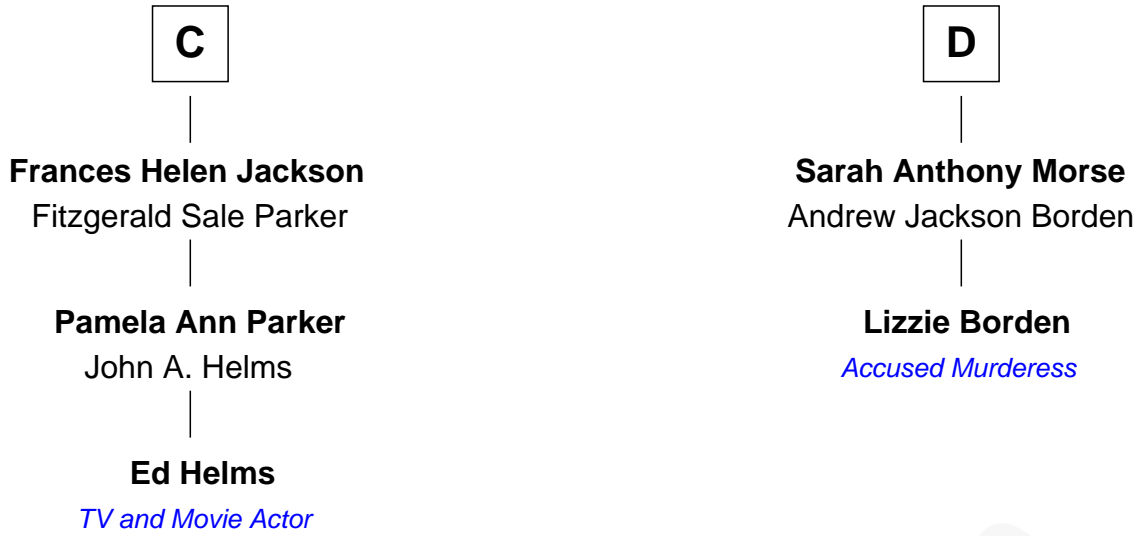 C
Frances Helen Jackson
Fitzgerald Sale Parker
Pamela Ann Parker
John A. Helms
Ed Helms
TV and Movie Actor
D
Sarah Anthony Morse
Andrew Jackson Borden
Lizzie Borden
Accused Murderess